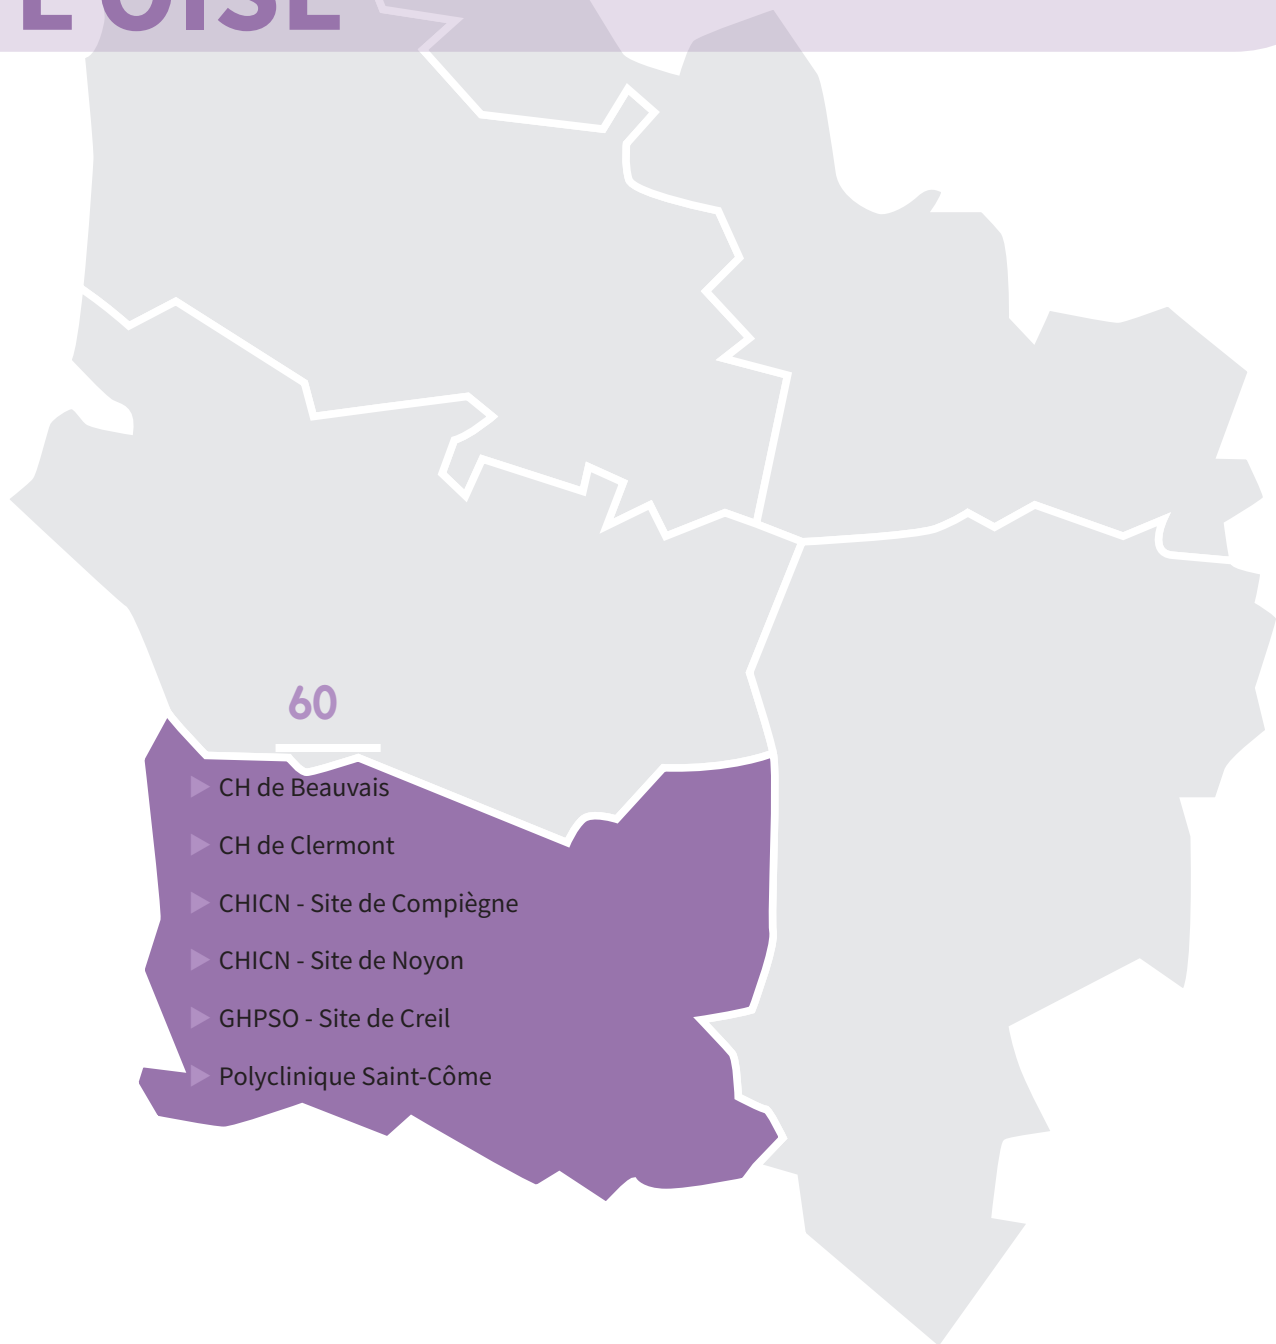 L'OISE
60
CH de Beauvais
CH de Clermont
CHICN - Site de Compiègne
CHICN - Site de Noyon
GHPSO - Site de Creil
Polyclinique Saint-Côme